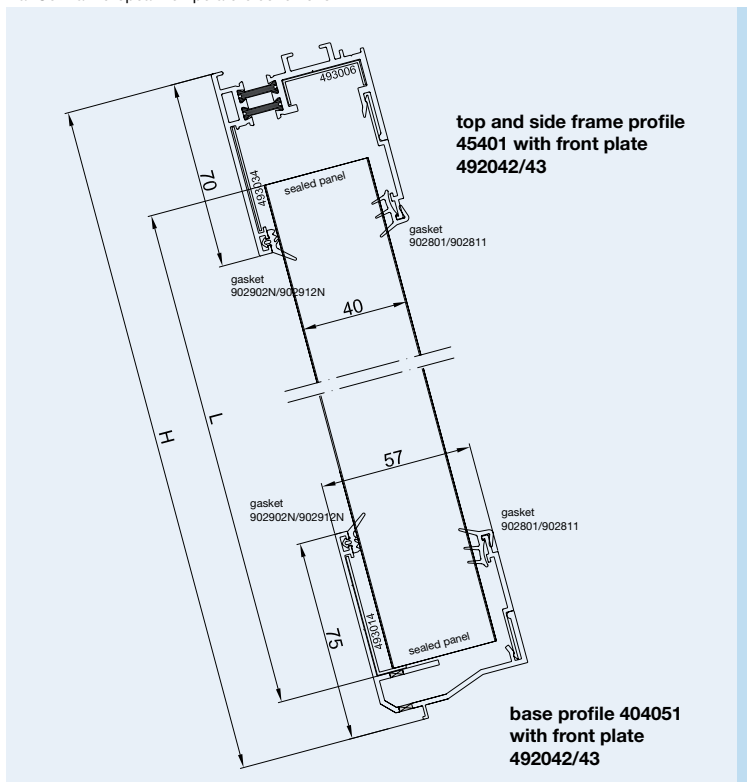 493006
top and side frame profile
45401 with front plate
492042/43
70
493034
sealed panel
gasket
902801/902811
gasket
902902N/902912N
40
L
H
57
gasket
902902N/902912N
gasket
902801/902811
75
493014
sealed panel
base profile 404051
with front plate
492042/43